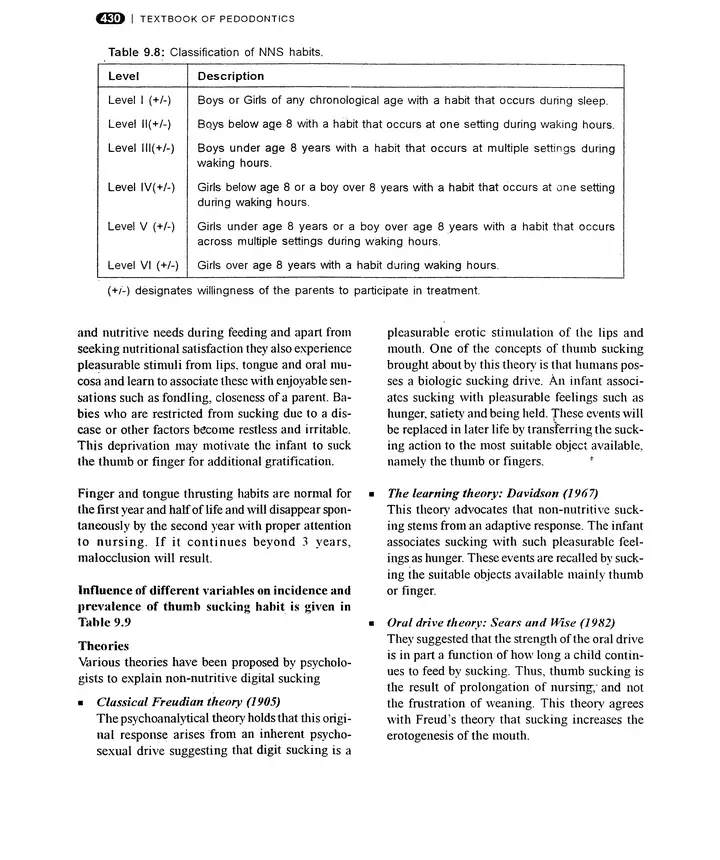 430 | TEXTBOOK OF PEDODONTICS
Table 9.8: Classification of NNS habits.
Level Description
Level I (+/-) Boys or Girls of any chronological age with a habit that occurs during sleep.
Level II(+/-) Boys below age 8 with a habit that occurs at one setting during waking hours.
Level III(+/-) Boys under age 8 years with a habit that occurs at multiple settings during
waking hours.
Level IV(+/-) Girls below age 8 or a boy over 8 years with a habit that occurs at one setting
during waking hours.
Level V (+/-) Girls under age 8 years or a boy over age 8 years with a habit that occurs
across multiple settings during waking hours.
Level VI (+/-) Girls over age 8 years with a habit during waking hours.
(+/-) designates willingness of the parents to participate in treatment.
and nutritive needs during feeding and apart from
seeking nutritional satisfaction they also experience
pleasurable stimuli from lips, tongue and oral mu-
cosa and learn to associate these with enjoyable sen-
sations such as fondling, closeness of a parent. Ba-
bies who are restricted from sucking due to a dis-
ease or other factors become restless and irritable.
This deprivation may motivate the infant to suck
the thumb or finger for additional gratification.
Finger and tongue thrusting habits are normal for
the first year and half of life and will disappear spon-
taneously by the second year with proper attention
to nursing. If it continues beyond 3 years,
malocclusion will result.
Influence of different variables on incidence and
prevalence of thumb sucking habit is given in
Table 9.9
Theories
Various theories have been proposed by psycholo-
gists to explain non-nutritive digital sucking
▪ Classical Freudian theory (1905)
The psychoanalytical theory holds that this origi-
nal response arises from an inherent psycho-
sexual drive suggesting that digit sucking is a
pleasurable erotic stimulation of the lips and
mouth. One of the concepts of thumb sucking
brought about by this theory is that humans pos-
ses a biologic sucking drive. An infant associ-
ates sucking with pleasurable feelings such as
hunger, satiety and being held. These events will
be replaced in later life by transferring the suck-
ing action to the most suitable object available,
namely the thumb or fingers.
▪ The learning theory: Davidson (1967)
This theory advocates that non-nutritive suck-
ing stems from an adaptive response. The infant
associates sucking with such pleasurable feel-
ings as hunger. These events are recalled by suck-
ing the suitable objects available mainly thumb
or finger.
▪ Oral drive theory: Sears and Wise (1982)
They suggested that the strength of the oral drive
is in part a function of how long a child contin-
ues to feed by sucking. Thus, thumb sucking is
the result of prolongation of nursing, and not
the frustration of weaning. This theory agrees
with Freud's theory that sucking increases the
erotogenesis of the mouth.